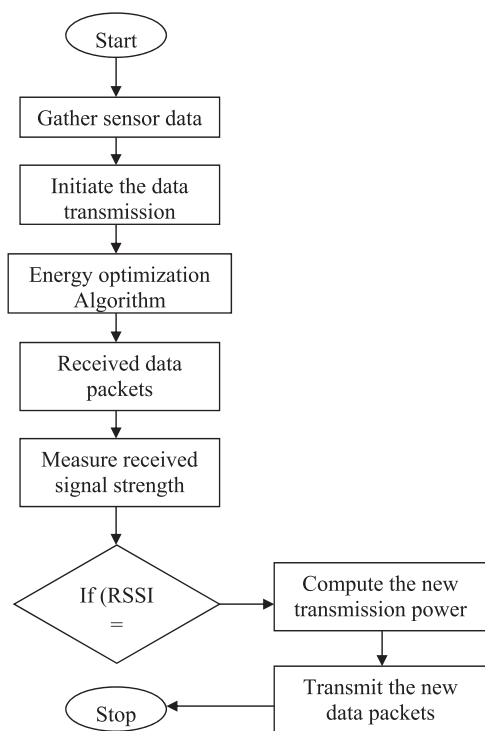 Start
Gather sensor data
Initiate the data
transmission
Energy optimization
Algorithm
Received data
packets
Measure received
signal strength
If (RSSI
=
Compute the new
transmission power
Transmit the new
data packets
Stop